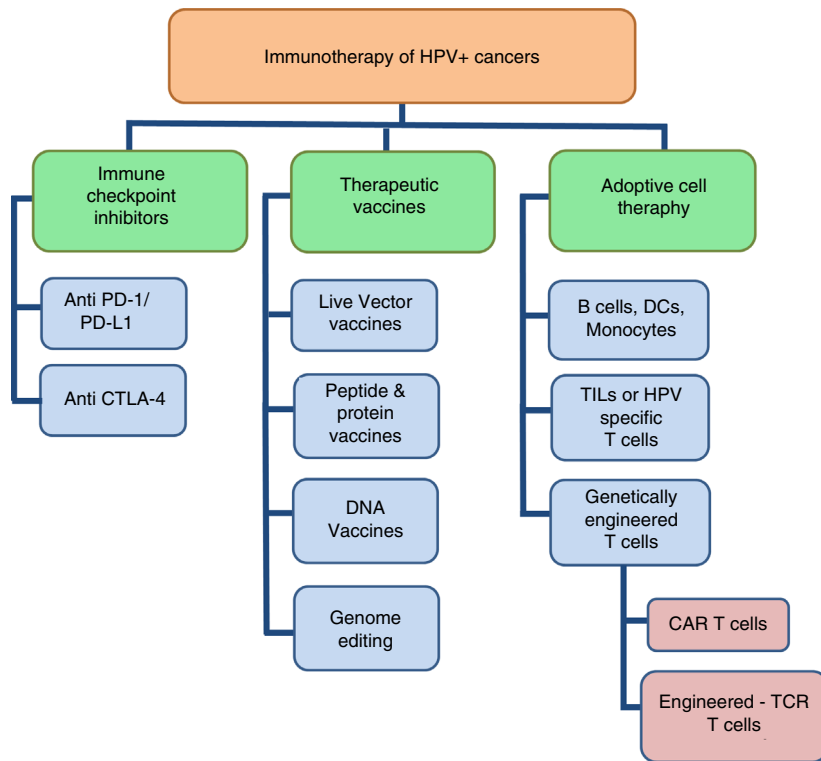 Immunotherapy of HPV+ cancers
Immune
checkpoint
inhibitors
Anti PD-1/
PD-L1
Anti CTLA-4
Therapeutic
vaccines
Live Vector
vaccines
Peptide &
protein
vaccines
DNA
Vaccines
Genome
editing
Adoptive cell
theraphy
B cells, DCs,
Monocytes
TILs or HPV
specific
T cells
Genetically
engineered
T cells
CAR T cells
Engineered - TCR
T cells